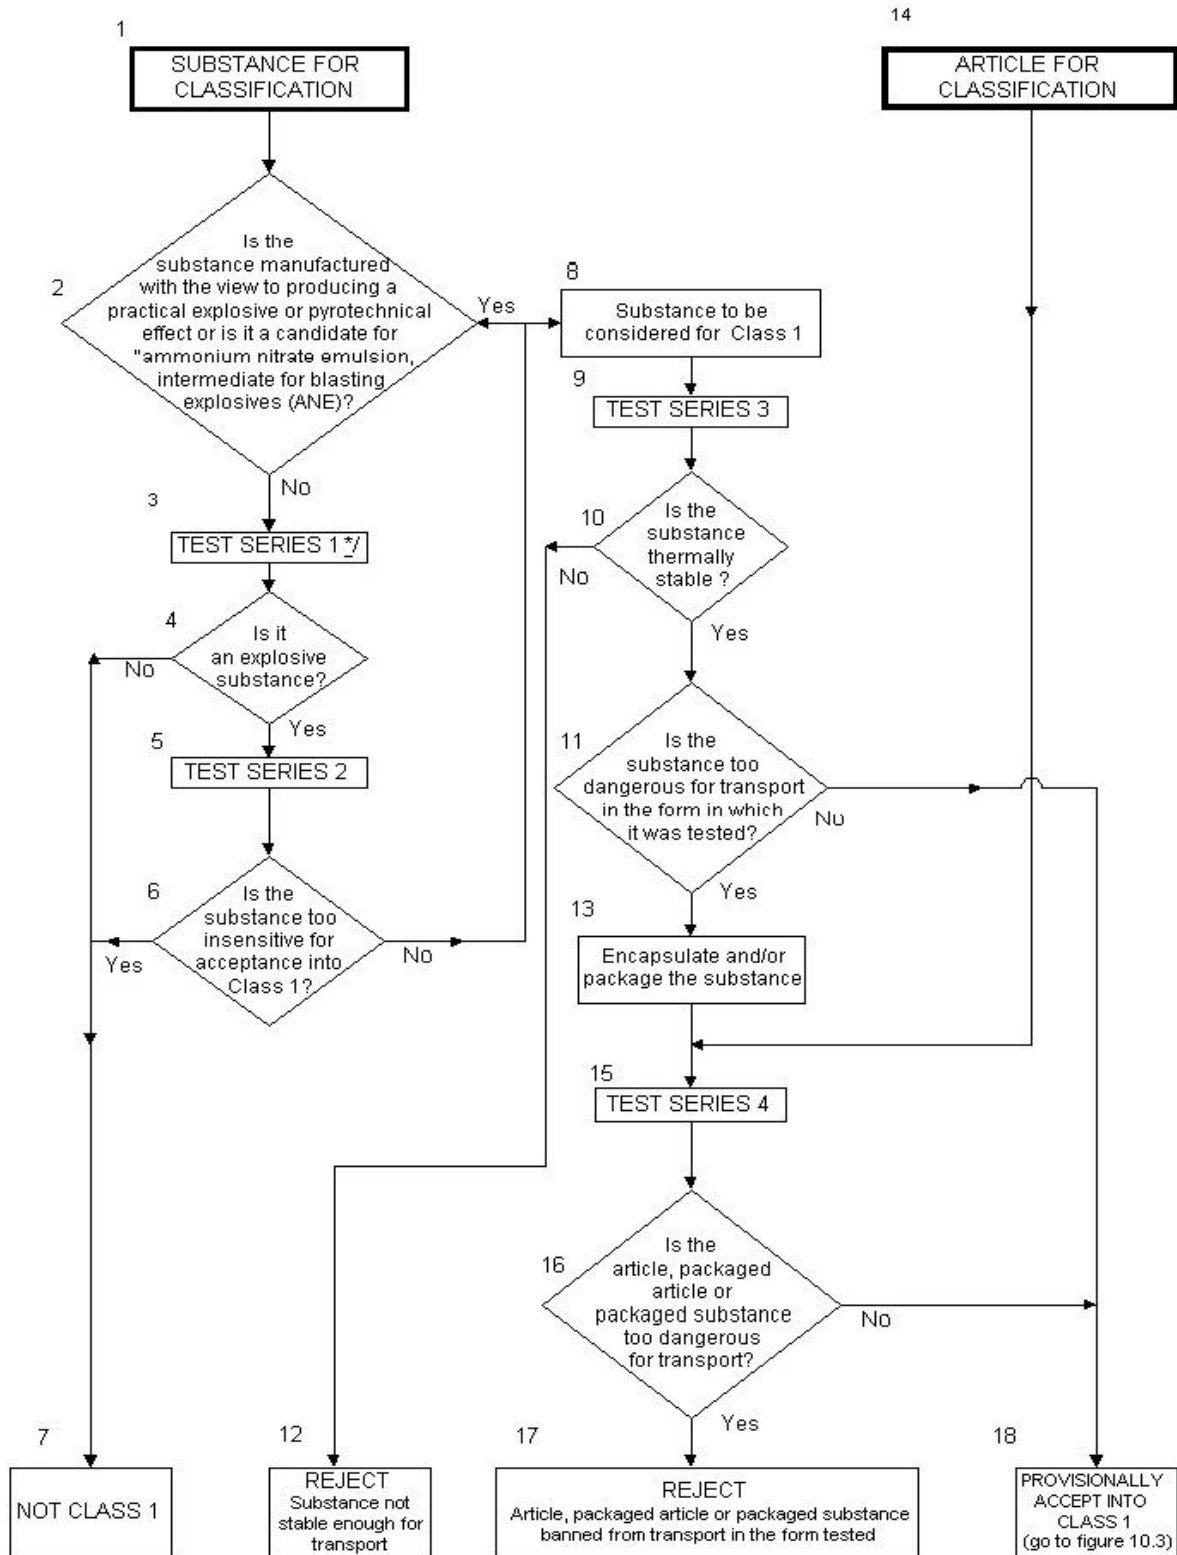 1
SUBSTANCE FOR
CLASSIFICATION
14
ARTICLE FOR
CLASSIFICATION
2
Is the
substance manufactured
with the view to producing a
practical explosive or pyrotechnical
effect or is it a candidate for
"ammonium nitrate emulsion,
intermediate for blasting
explosives (ANE)?
Yes
No
8
Substance to be
considered for Class 1
9
TEST SERIES 3
3
TEST SERIES 1 */
10
Is the
substance
thermally
stable ?
No
Yes
4
Is it
an explosive
substance?
No
Yes
5
TEST SERIES 2
11
Is the
substance too
dangerous for transport
in the form in which
it was tested?
No
Yes
6
Is the
substance too
insensitive for
acceptance into
Class 1?
Yes
No
13
Encapsulate and/or
package the substance
15
TEST SERIES 4
16
Is the
article, packaged
article or
packaged substance
too dangerous
for transport?
No
Yes
7
NOT CLASS 1
12
REJECT
Substance not
stable enough for
transport
17
REJECT
Article, packaged article or packaged substance
banned from transport in the form tested
18
PROVISIONALLY
ACCEPT INTO
CLASS 1
(go to figure 10.3)